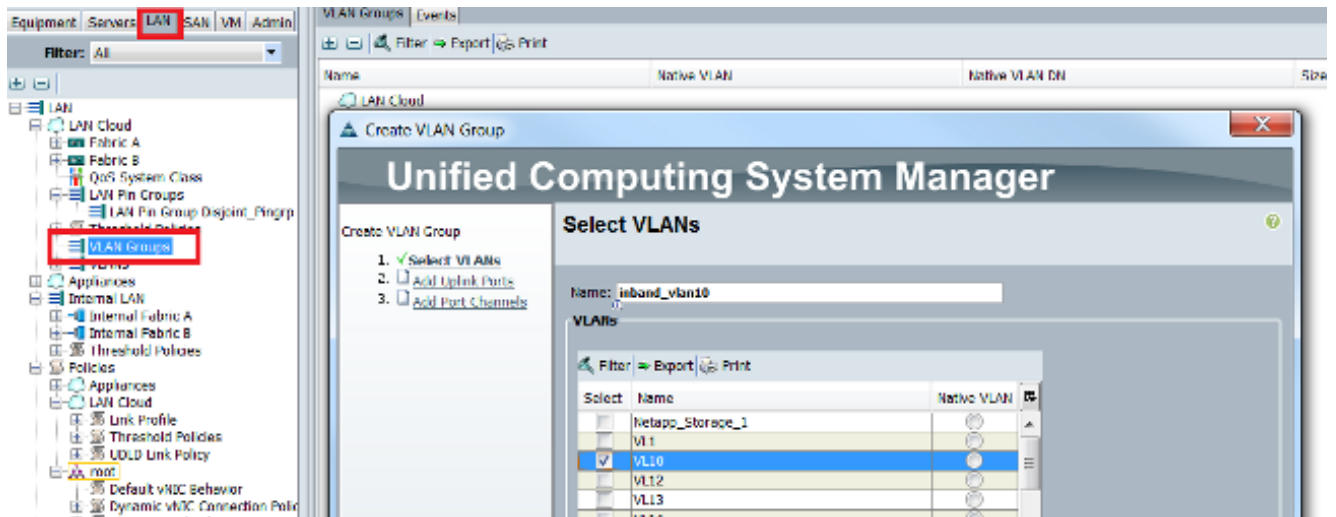 Equipment Servers LAN SAN VM Admin
Filter: All
LAN
LAN Cloud
Fabric A
Fabric B
QoS System Class
LAN Pin Groups
LAN Pin Group Disjoint_Pingrp
Threshold Policies
VLAN Groups
VLANs
Appliances
Internal LAN
Internal Fabric A
Internal Fabric B
Threshold Policies
Policies
Appliances
LAN Cloud
Link Profile
Threshold Policies
UDLD Link Policy
root
Default vNIC Behavior
Dynamic vNIC Connection Polic
VLAN Groups Events
Filter Export Print
Name Native VLAN Native VLAN DN Size
LAN Cloud
Create VLAN Group
Unified Computing System Manager
Create VLAN Group
1. Select VLANs
2. Add Uplink Ports
3. Add Port Channels
Select VLANs
Name: inband_vlan10
VLANs
Filter Export Print
Select Name Native VLAN
Netapp_Storage_1
VL1
VL10
VL12
VL13